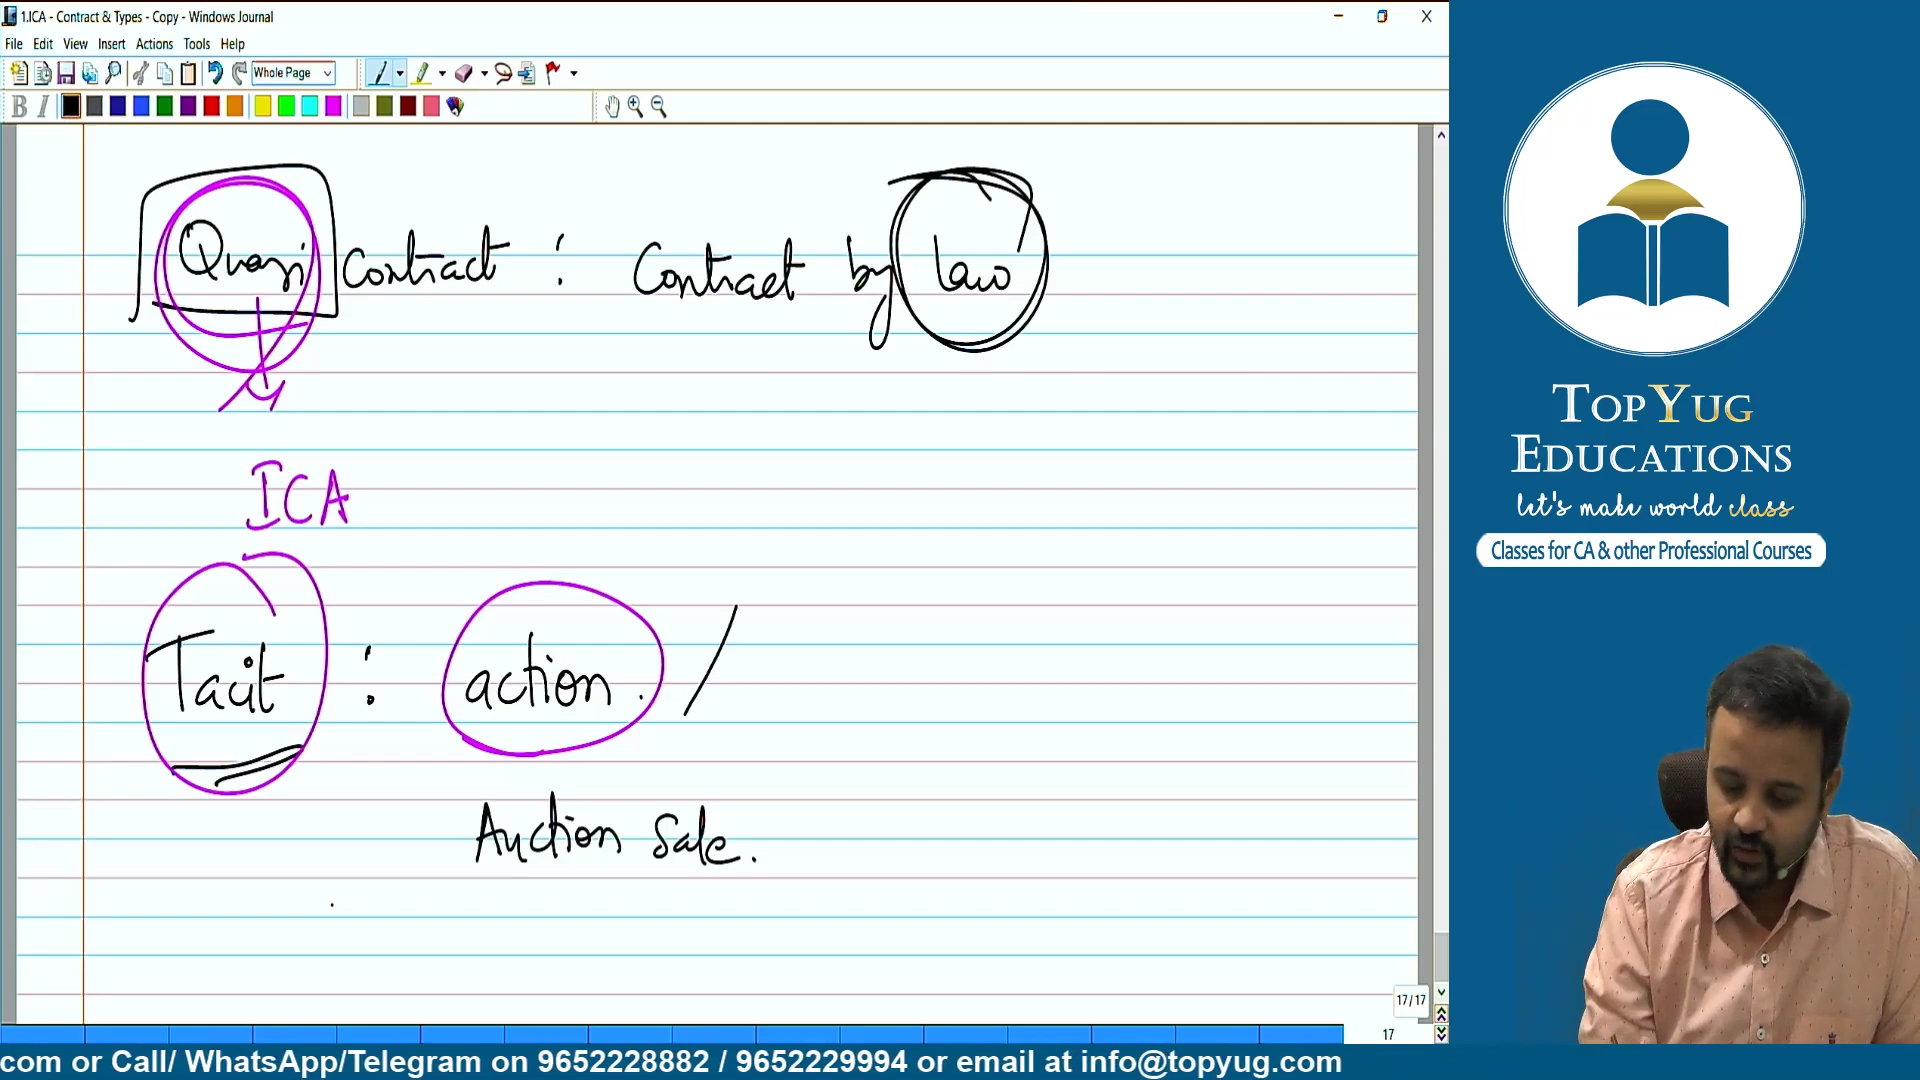 1.ICA - Contract & Types - Copy - Windows Journal
File Edit View Insert Actions Tools Help
Whole Page
B I
Quasi Contract : Contract by law
ICA
Tacit : action . /
Auction Sale.
17/17
17
TOPYUG
EDUCATIONS
let's make world class
Classes for CA & other Professional Courses
com or Call/ WhatsApp/Telegram on 9652228882 / 9652229994 or email at info@topyug.com